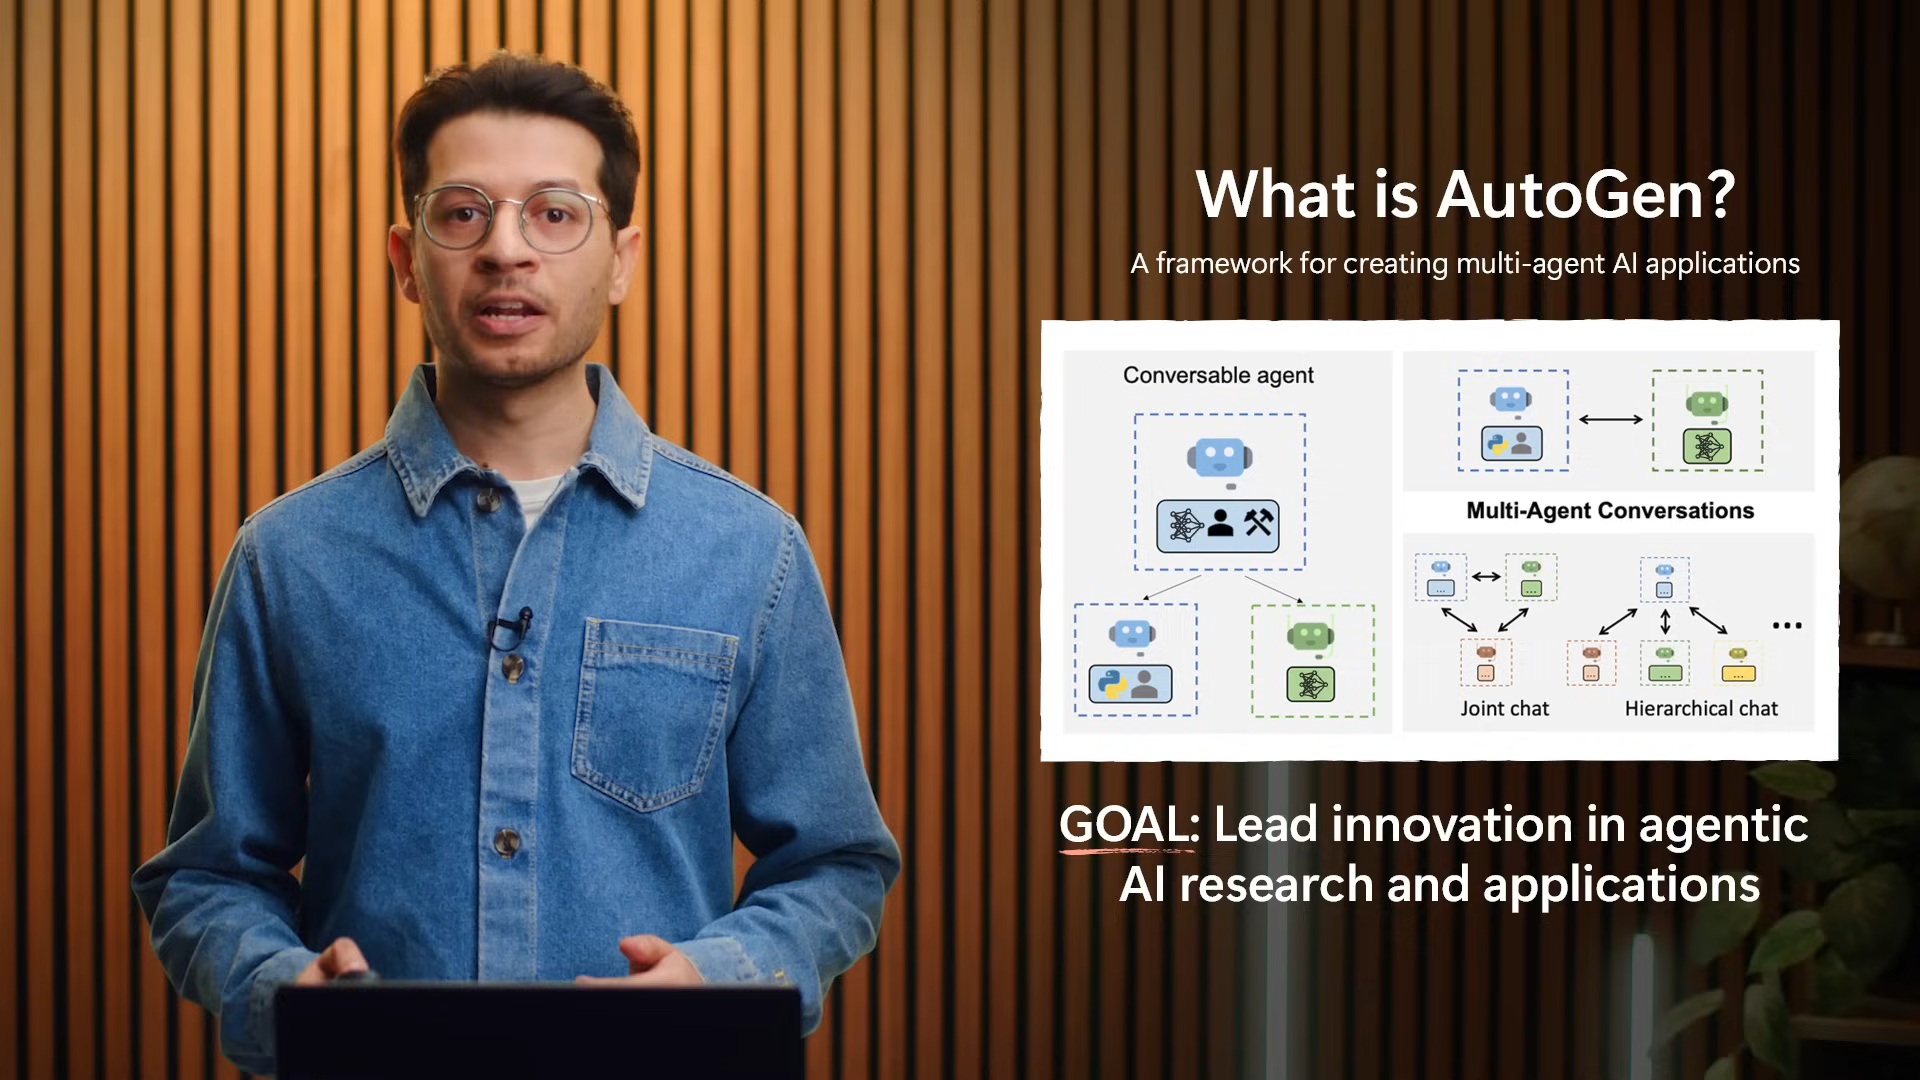 What is AutoGen?
A framework for creating multi-agent AI applications
Conversable agent
Multi-Agent Conversations
...
...
...
...
...
...
...
...
Joint chat
Hierarchical chat
GOAL: Lead innovation in agentic
AI research and applications